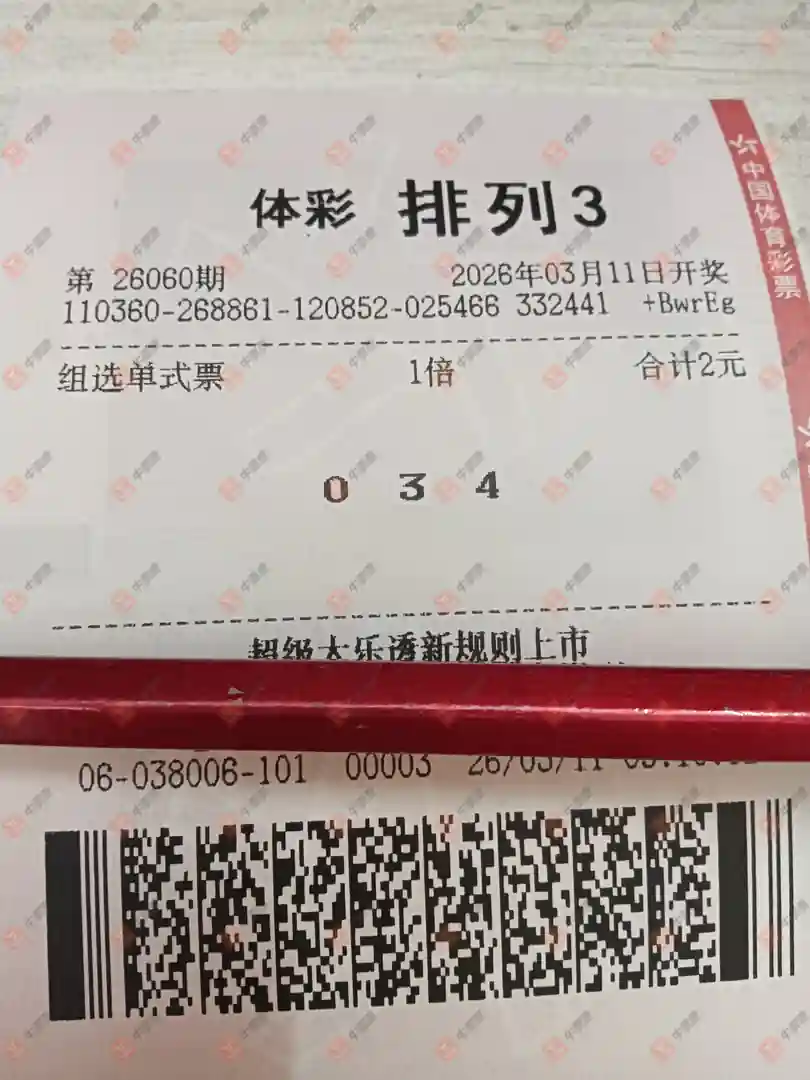 体彩 排列3
中国体育彩票
第 26060期 2026年03月11日开奖
110360-268861-120852-025466 332441 +BwrEg
组选单式票 1倍 合计2元
0 3 4
超级大乐透新规则上市
06-038006-101 00003